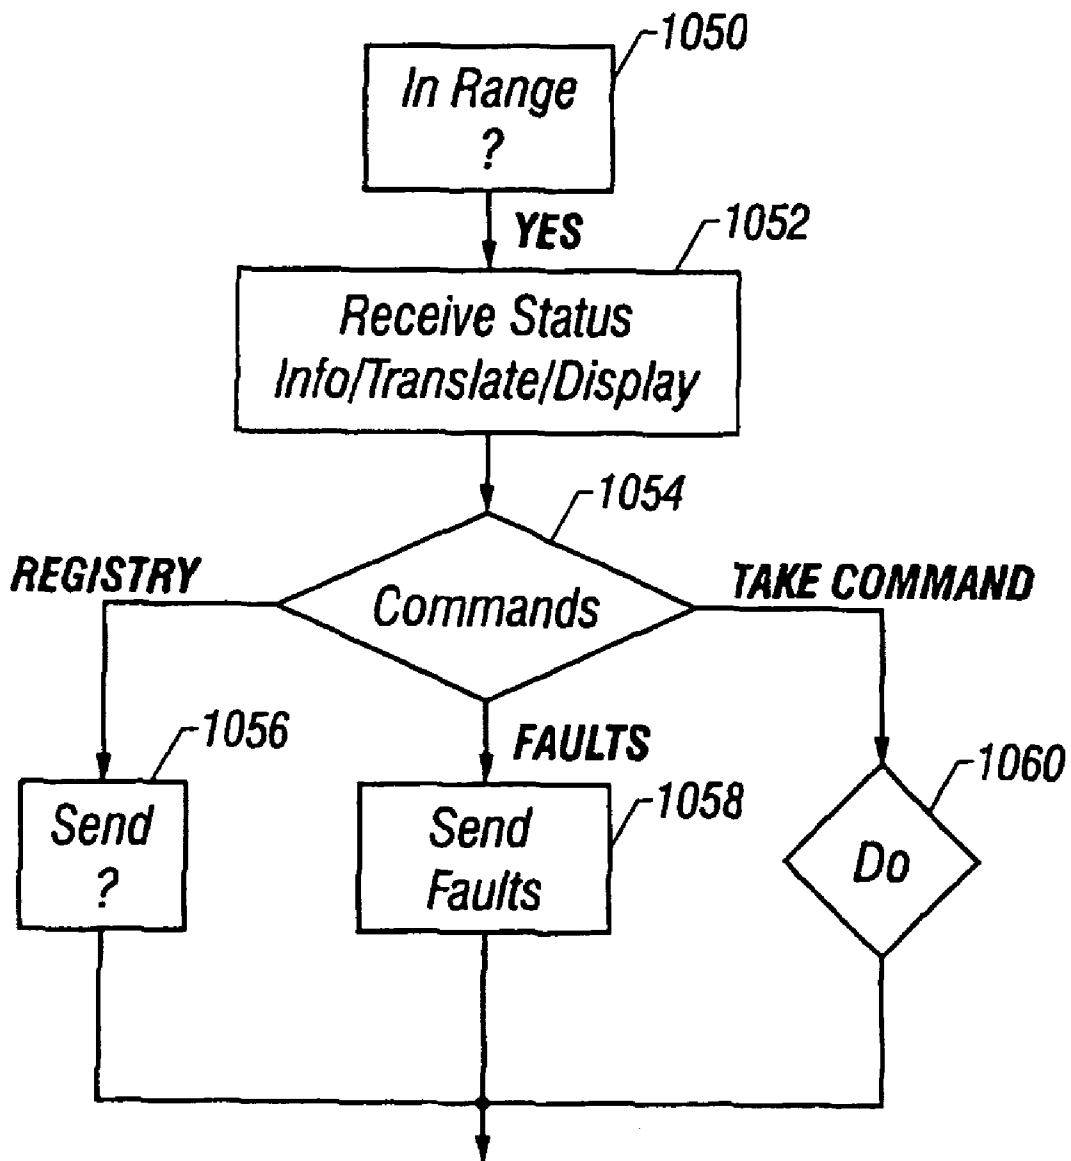 1050
In Range
?
YES
1052
Receive Status
Info/Translate/Display
1054
REGISTRY
Commands
TAKE COMMAND
1056
FAULTS
1058
1060
Send
?
Send
Faults
Do